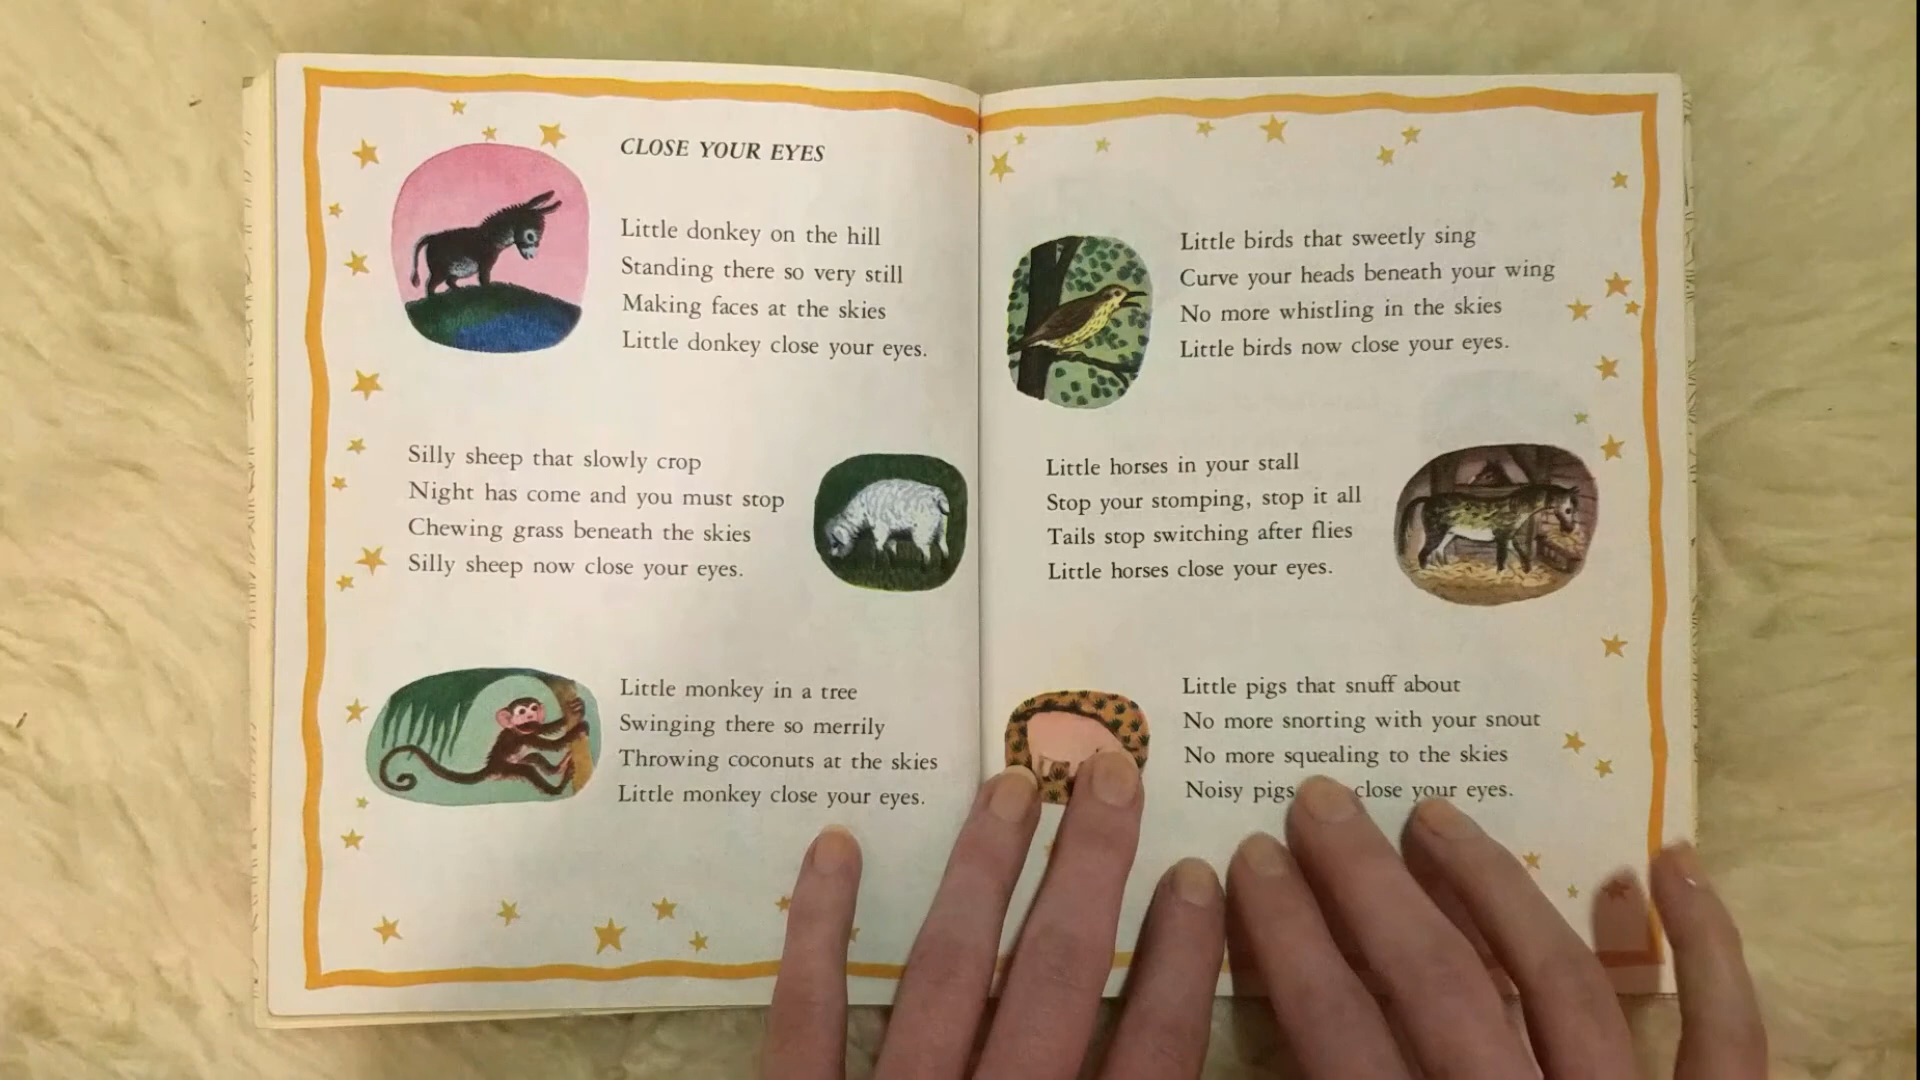 CLOSE YOUR EYES
Little donkey on the hill
Standing there so very still
Making faces at the skies
Little donkey close your eyes.
Silly sheep that slowly crop
Night has come and you must stop
Chewing grass beneath the skies
Silly sheep now close your eyes.
Little monkey in a tree
Swinging there so merrily
Throwing coconuts at the skies
Little monkey close your eyes.
Little birds that sweetly sing
Curve your heads beneath your wing
No more whistling in the skies
Little birds now close your eyes.
Little horses in your stall
Stop your stomping, stop it all
Tails stop switching after flies
Little horses close your eyes.
Little pigs that snuff about
No more snorting with your snout
No more squealing to the skies
Noisy pigs close your eyes.